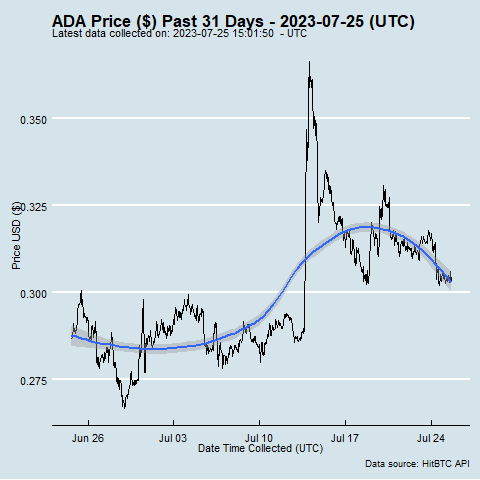 ADA Price ($) Past 31 Days - 2023-07-25 (UTC)
Latest data collected on: 2023-07-25 15:01:50 - UTC
0.350
0.325
0.300
0.275
Price USD ($)
Jun 26
Jul 03
Jul 10
Jul 17
Jul 24
Date Time Collected (UTC)
Data source: HitBTC API